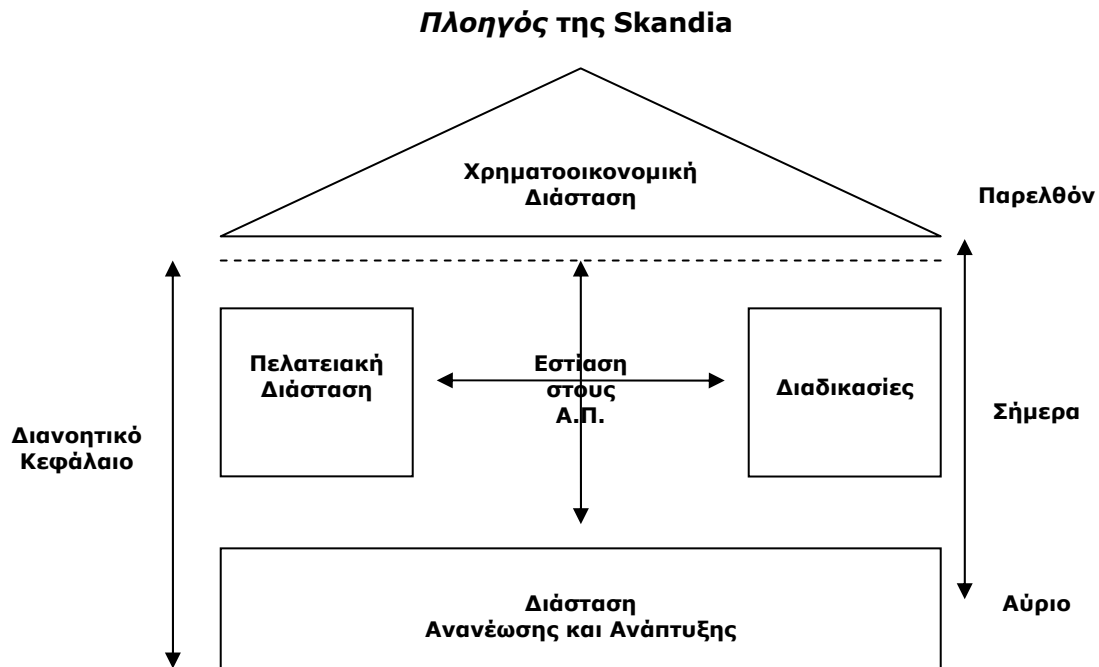 Πλοηγός της Skandia
Χρηματοοικονομική
Διάσταση
Παρελθόν
Πελατειακή
Διάσταση
Εστίαση
στους
Α.Π.
Διαδικασίες
Σήμερα
Διανοητικό
Κεφάλαιο
Διάσταση
Ανανέωσης και Ανάπτυξης
Αύριο